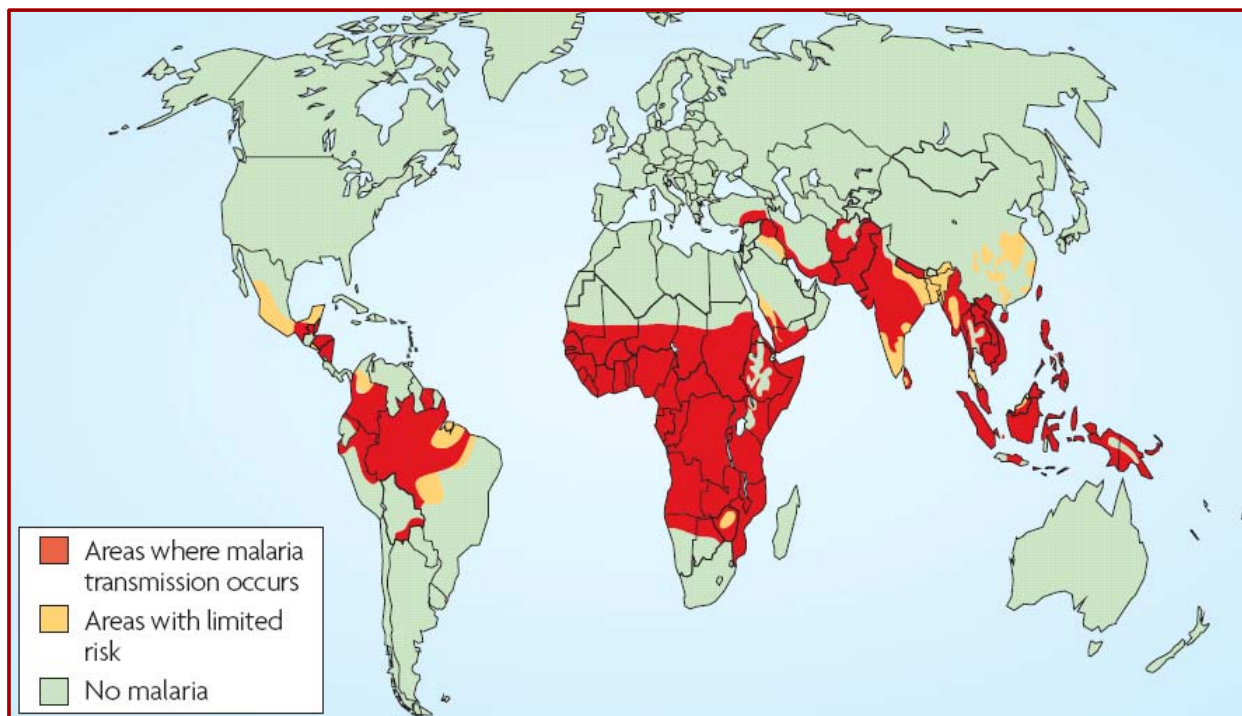 Areas where malaria
transmission occurs
Areas with limited
risk
No malaria